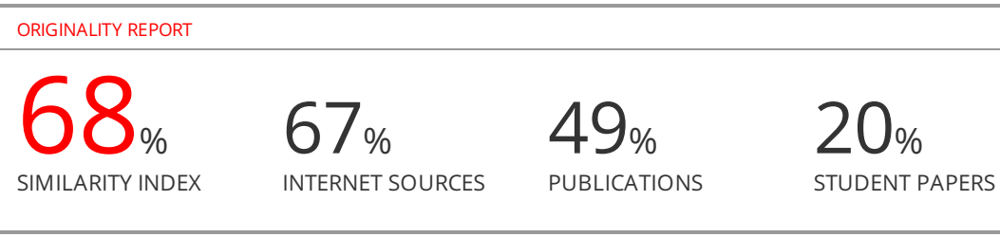 ORIGINALITY REPORT
68% 67% 49% 20%
SIMILARITY INDEX INTERNET SOURCES PUBLICATIONS STUDENT PAPERS